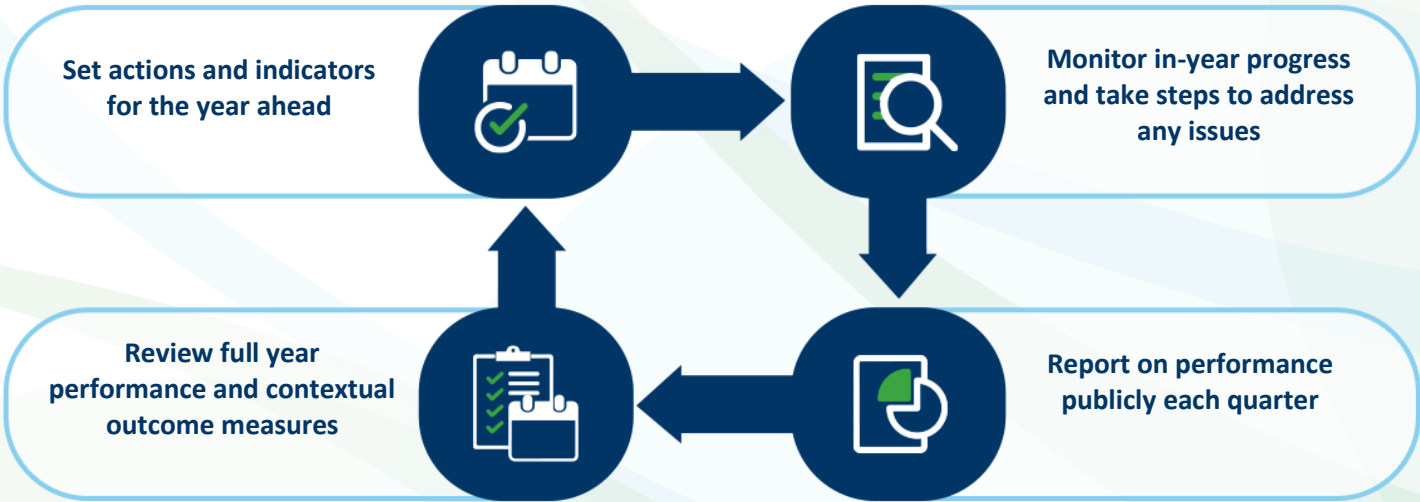 Set actions and indicators
for the year ahead
Monitor in-year progress
and take steps to address
any issues
Review full year
performance and contextual
outcome measures
Report on performance
publicly each quarter